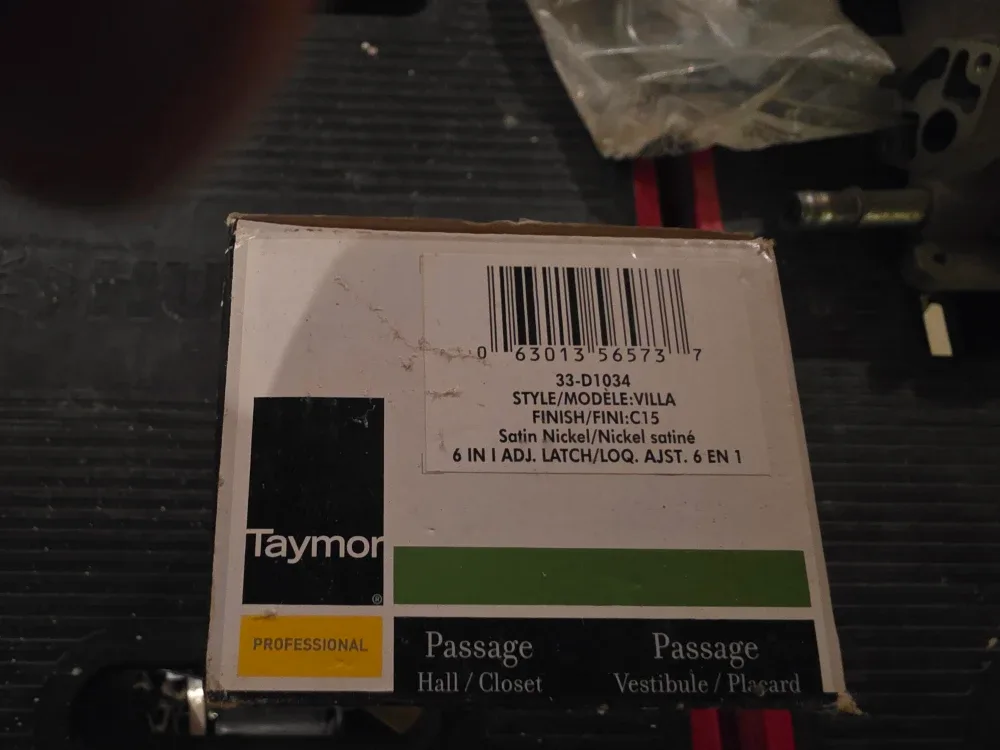 0 63013 56573 7
33-D1034
STYLE/MODÈLE:VILLA
FINISH/FINI:C15
Satin Nickel/Nickel satiné
6 IN 1 ADJ. LATCH/LOQ. AJST. 6 EN 1
Taymor
®
PROFESSIONAL
Passage Passage
Hall / Closet Vestibule / Placard